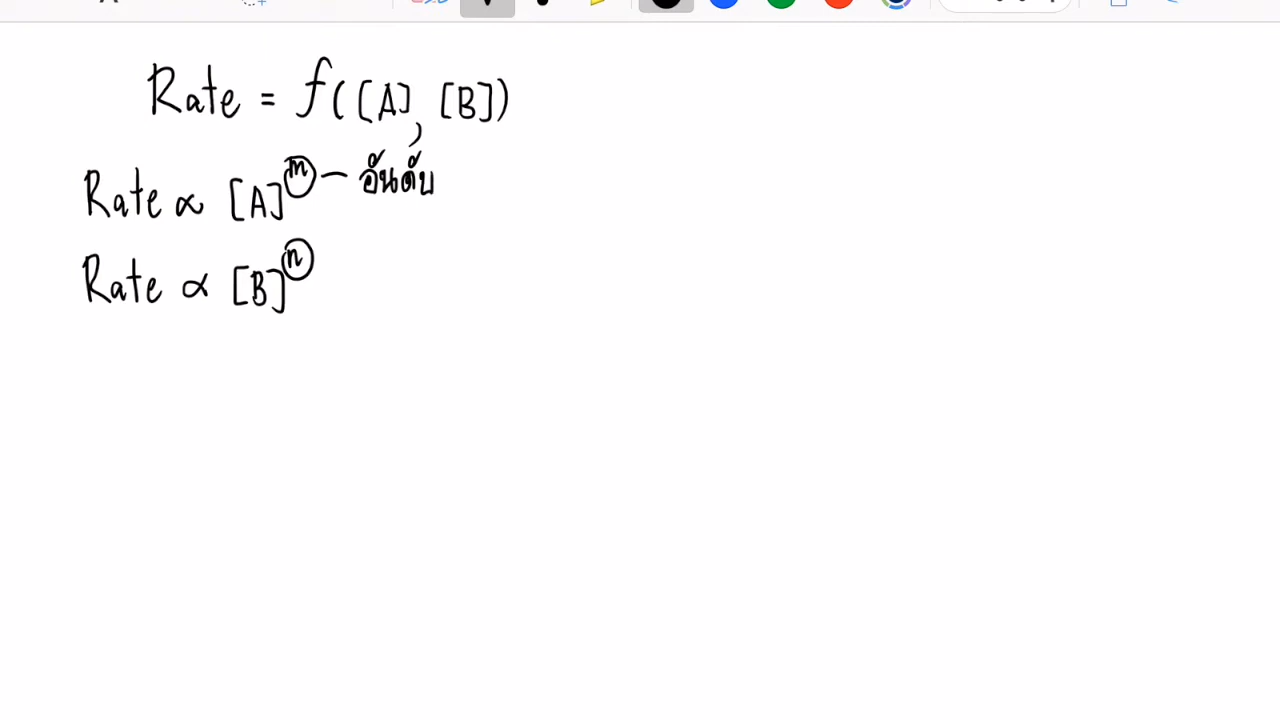 Rate = f([A], [B])
Rate ∝ [A]^m – อันดับ
Rate ∝ [B]^n